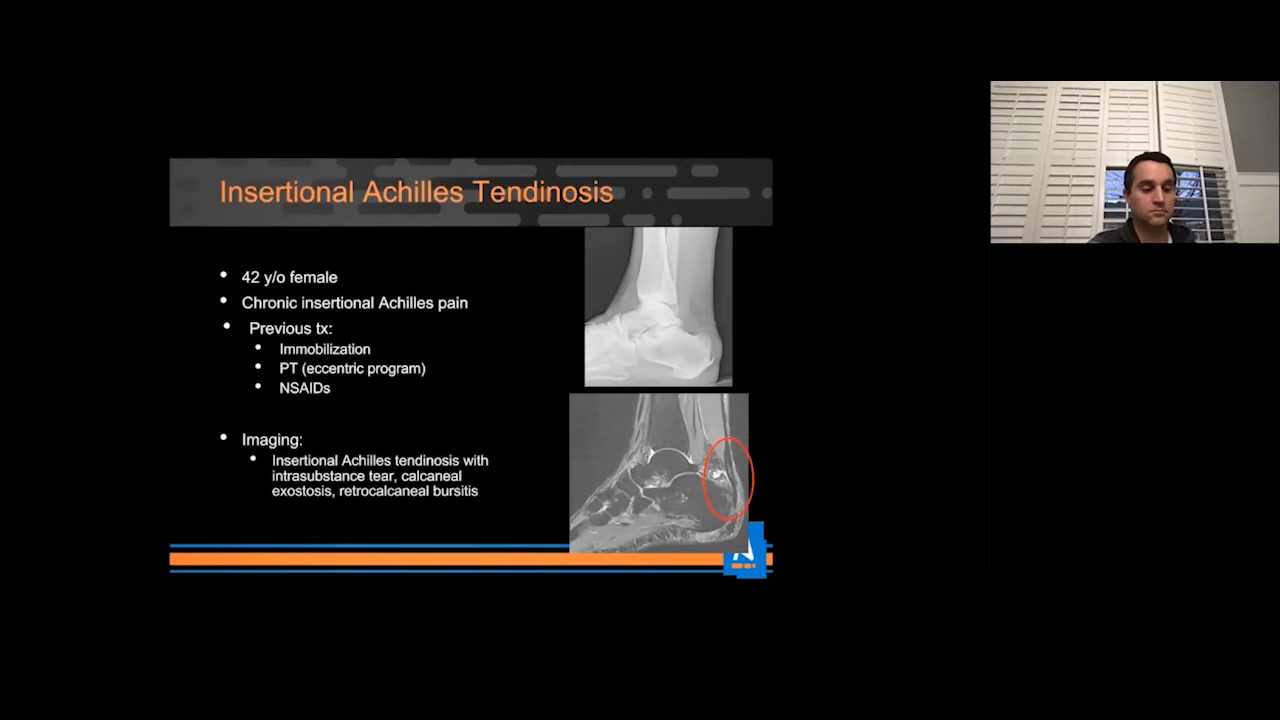 Insertional Achilles Tendinosis
• 42 y/o female
• Chronic insertional Achilles pain
• Previous tx:
• Immobilization
• PT (eccentric program)
• NSAIDs
• Imaging:
• Insertional Achilles tendinosis with
intrasubstance tear, calcaneal
exostosis, retrocalcaneal bursitis